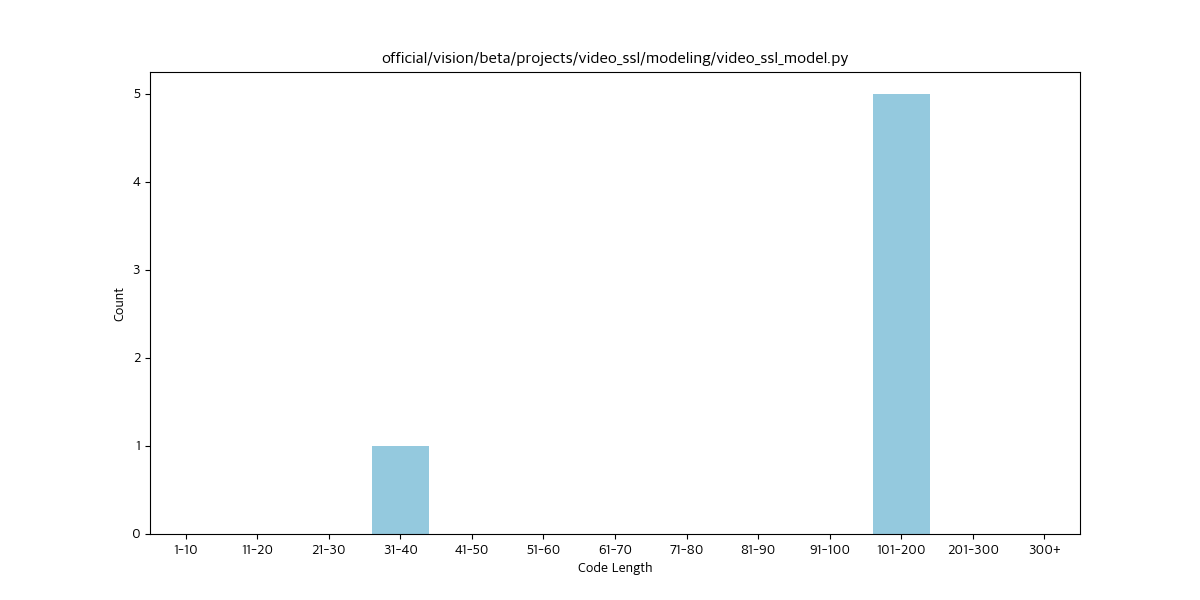 official/vision/beta/projects/video_ssl/modeling/video_ssl_model.py
5
4
3
2
1
0
Count
1-10 11-20 21-30 31-40 41-50 51-60 61-70 71-80 81-90 91-100 101-200 201-300 300+
Code Length